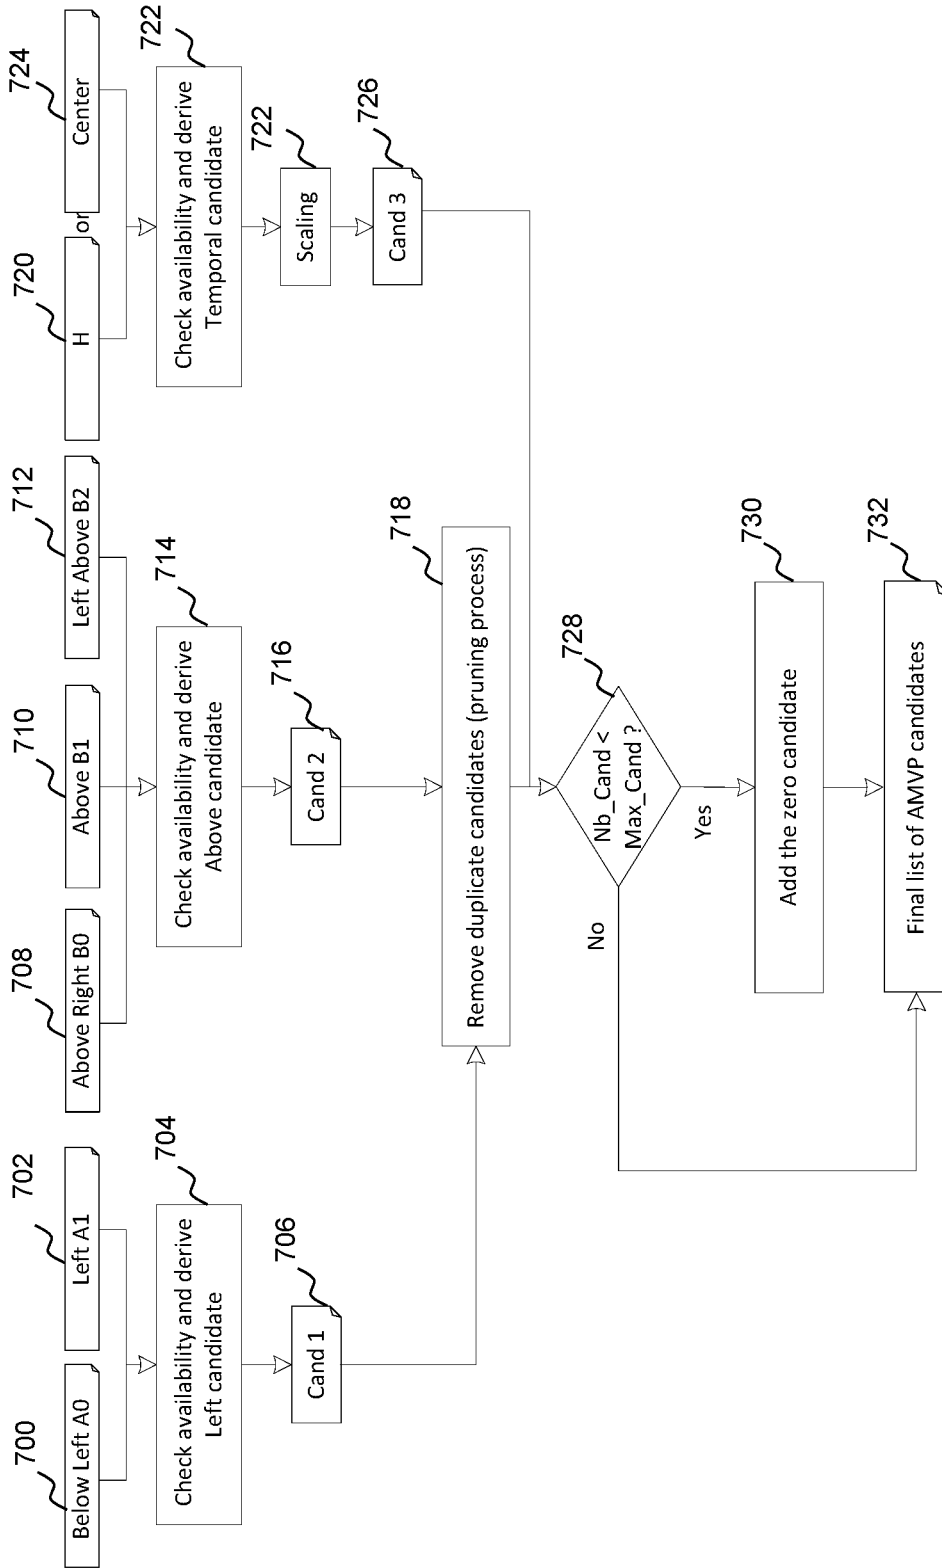 700
702
708
710
712
720
724
Below Left A0
Left A1
Above Right B0
Above B1
Left Above B2
H
or
Center
704
Check availability and derive
Left candidate
714
Check availability and derive
Above candidate
722
Check availability and derive
Temporal candidate
706
Cand 1
716
Cand 2
722
Scaling
726
Cand 3
718
Remove duplicate candidates (pruning process)
728
Nb_Cand <
Max_Cand ?
No
Yes
730
Add the zero candidate
732
Final list of AMVP candidates